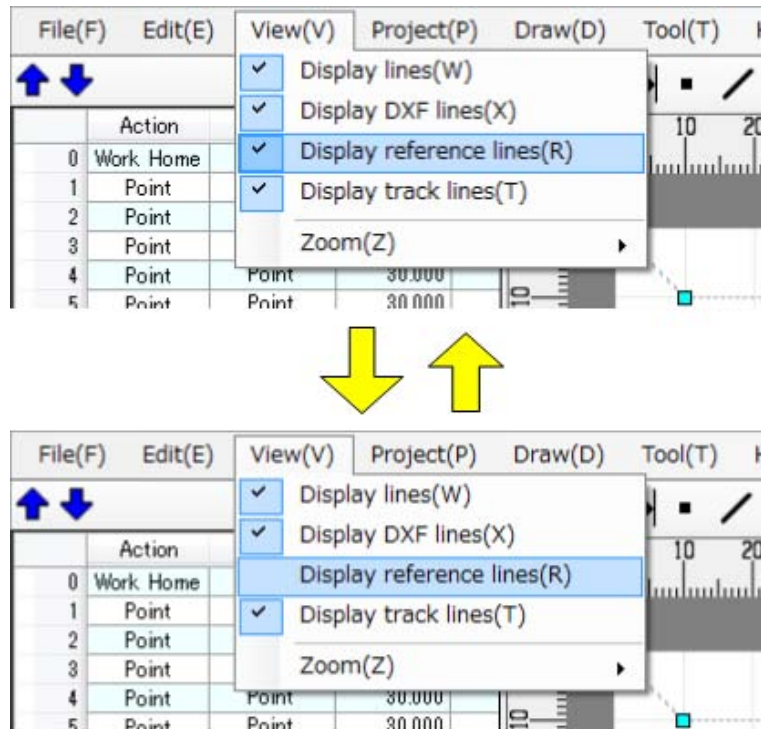 File(F) Edit(E) View(V) Project(P) Draw(D) Tool(T)
Display lines(W)
Display DXF lines(X)
Display reference lines(R)
Display track lines(T)
Zoom(Z)
Action
0 Work Home
1 Point
2 Point
3 Point
4 Point Point 30.000
5 Point Point 30.000
10 20
10
File(F) Edit(E) View(V) Project(P) Draw(D) Tool(T)
Display lines(W)
Display DXF lines(X)
Display reference lines(R)
Display track lines(T)
Zoom(Z)
Action
0 Work Home
1 Point
2 Point
3 Point
4 Point Point 30.000
5 Point Point 30.000
10 20
10